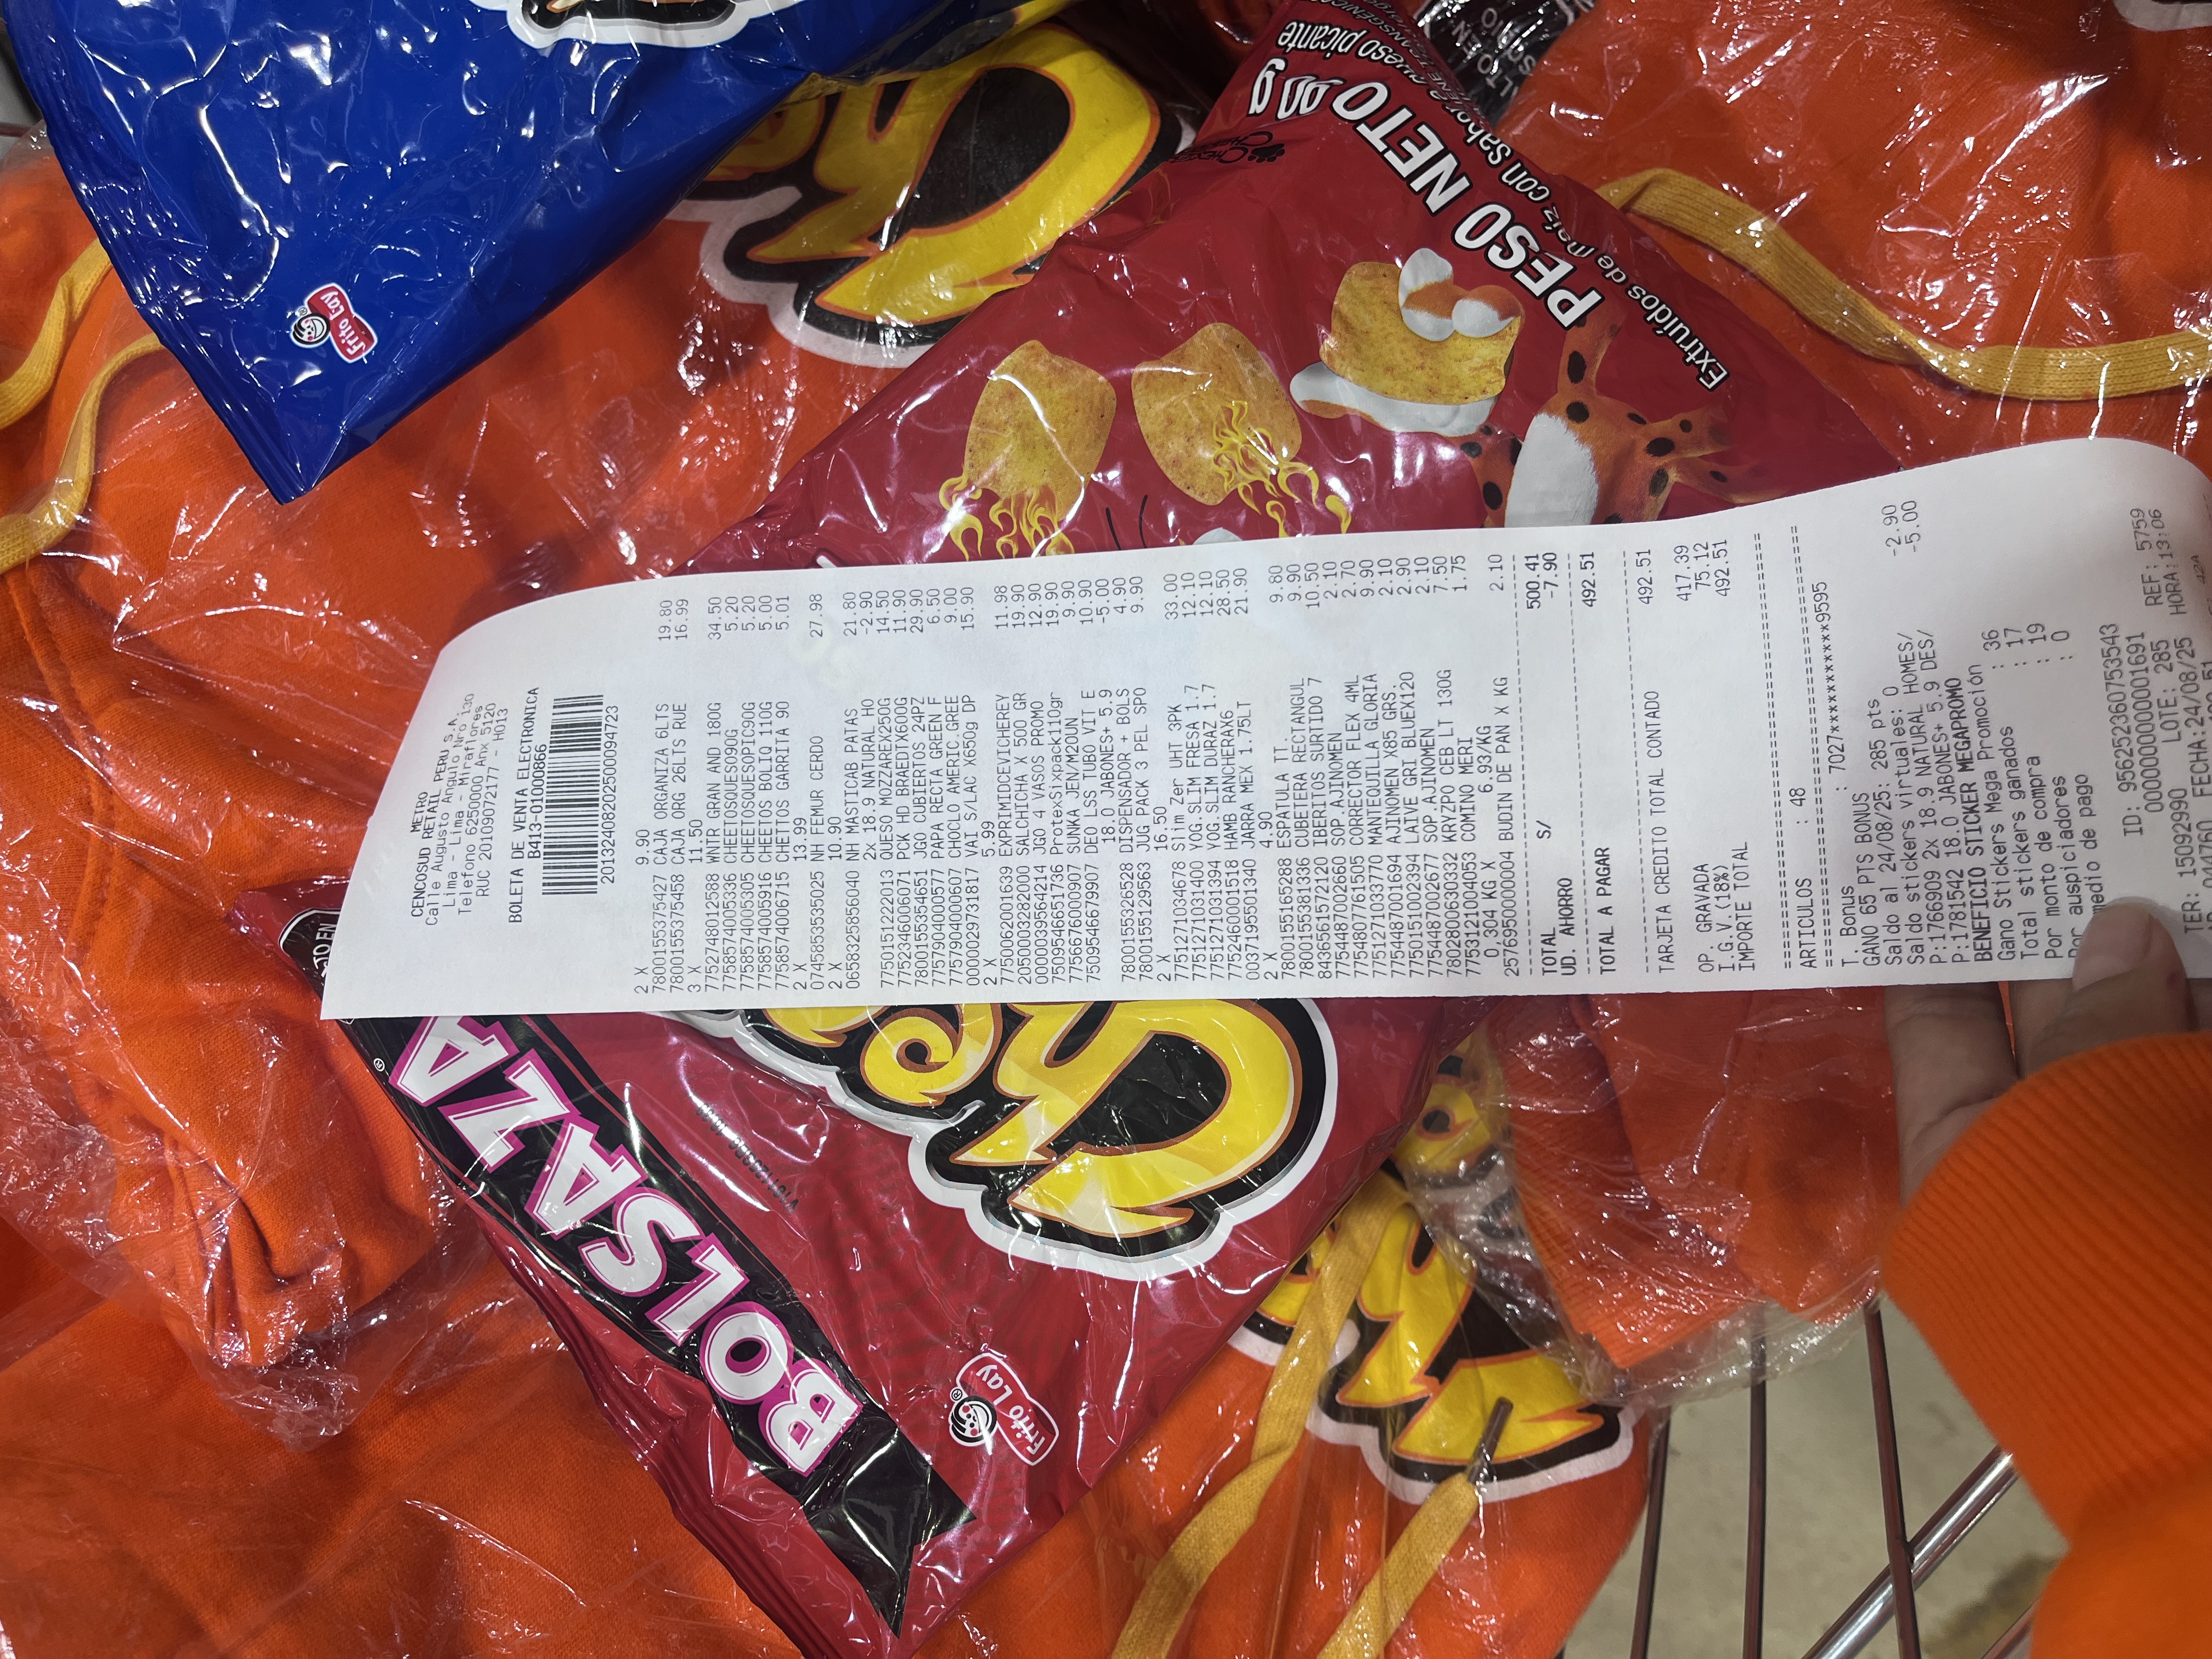 TO EN
BOLSAZA
Frito Lay
Frito Lay
METRO
CENCOSUD RETAIL PERU S.A.
Calle Augusto Angulo Nro 130
Lima - Lima - Miraflores
Telefono 6250000 Anx 5120
RUC 20109072177 - H013
BOLETA DE VENTA ELECTRONICA
B413-01000866
20132408202500094723
2 X 9.90
7800155375427 CAJA ORGANIZA 6LTS 19.80
7800155375458 CAJA ORG 26LTS RUE 16.99
3 X 11.50
7752748012588 WNTR GRAN AND 180G 34.50
7758574005336 CHEETOSQUESO90G 5.20
7758574005305 CHEETOSQUESOPIC90G 5.20
7758574005916 CHEETOS BOLIQ 110G 5.00
7758574006715 CHETTOS GARRITA 90 5.01
2 X 13.99
0745853535025 NH FEMUR CERDO 27.98
2 X 10.90
0658325856040 NH MASTICAB PATAS 21.80
2x 18.9 NATURAL HO -2.90
7750151222013 QUESO MOZZAREX250G 14.50
7752346006071 PCK HD BRAEDTX600G 11.90
7800155354651 JGO CUBIERTOS 24PZ 29.90
7757904000577 PAPA RECTA GREEN F 6.50
7757904000607 CHOCLO AMERIC.GREE 9.00
0000029731817 VAI S/LAC X650g DP 15.90
2 X 5.99
7750062001639 EXPRIMIDCEVICHEREY 11.98
2050003282000 SALCHICHA X 500 GR 19.90
0000039564214 JGO 4 VASOS PROMO 12.90
7509546651736 ProtexSixpack110gr 19.90
7756676000907 SUNKA JEN/M20UN 9.90
7509546679907 DEO LSS TUBO VIT E 10.90
18.0 JABONES+ 5.9 -5.00
7800155326528 DISPENSADOR + BOLS 4.90
7800155129563 JUG PACK 3 PEL SPO 9.90
2 X 16.50
7751271034678 Slim Zer UHT 3PK 33.00
7751271031400 YOG.SLIM FRESA 1.7 12.10
7751271031394 YOG.SLIM DURAZ 1.7 12.10
7752460001518 HAMB RANCHERAX6 28.50
0037195501340 JARRA MEX 1.75LT 21.90
2 X 4.90
7800155165288 ESPATULA TT. 9.80
7800155381336 CUBETERA RECTANGUL 9.90
8436561572120 IBERITOS SURTIDO 7 10.50
7754487002660 SOP.AJINOMEN 2.10
7754807761505 CORRECTOR FLEX 4ML 2.70
7751271033770 MANTEQUILLA GLORIA 9.90
7754487001694 AJINOMEN X85 GRS. 2.10
7750151002394 LAIVE GRI BLUEX120 2.90
7754487002677 SOP.AJINOMEN 2.10
7802800630332 KRYZPO CEB LT 130G 7.50
7753121004053 COMINO MERI 1.75
0,304 KG X 6.93/KG
2576950000004 BUDIN DE PAN X KG 2.10
TOTAL S/ 500.41
UD. AHORRO -7.90
TOTAL A PAGAR 492.51
TARJETA CREDITO TOTAL CONTADO 492.51
OP. GRAVADA 417.39
I.G.V.(18%) 75.12
IMPORTE TOTAL 492.51
ARTICULOS : 48
T. Bonus : 7027***********9595
GANO 65 PTS BONUS
Saldo al 24/08/25: 285 pts
Saldo stickers virtuales: 0
P:1766909 2x 18.9 NATURAL HOMES/ -2.90
P:1781542 18.0 JABONES+ 5.9 DES/ -5.00
BENEFICIO STICKER MEGAPROMO
Gano Stickers Mega Promoción
Total stickers ganados : 36
Por monto de compra : 17
Por auspiciadores : 19
medio de pago : 0
ID: 956252360753543
0000000000001691
TER: 15092990 LOTE: 285 REF: 5759
044760 FECHA:24/08/25 HORA:13:06
PESO NETO 90 g
Extruídos de maíz con sabor a queso picante